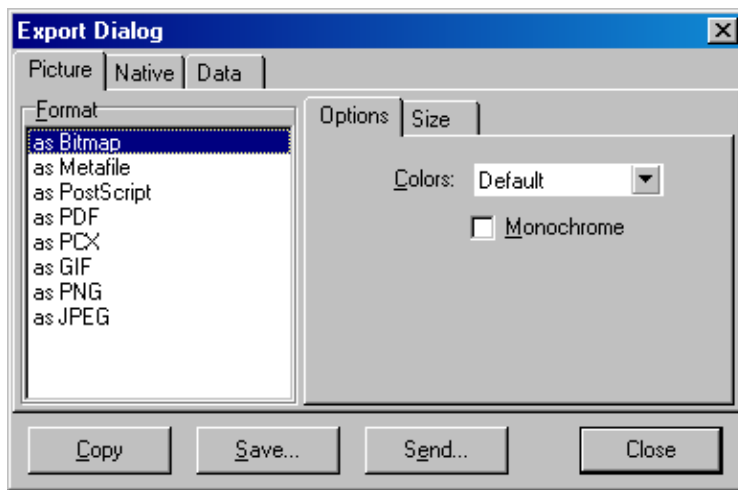 Export Dialog
Picture Native Data
Format
Options Size
as Bitmap
as Metafile
as PostScript
as PDF
as PCX
as GIF
as PNG
as JPEG
Colors: Default
Monochrome
Copy Save... Send... Close